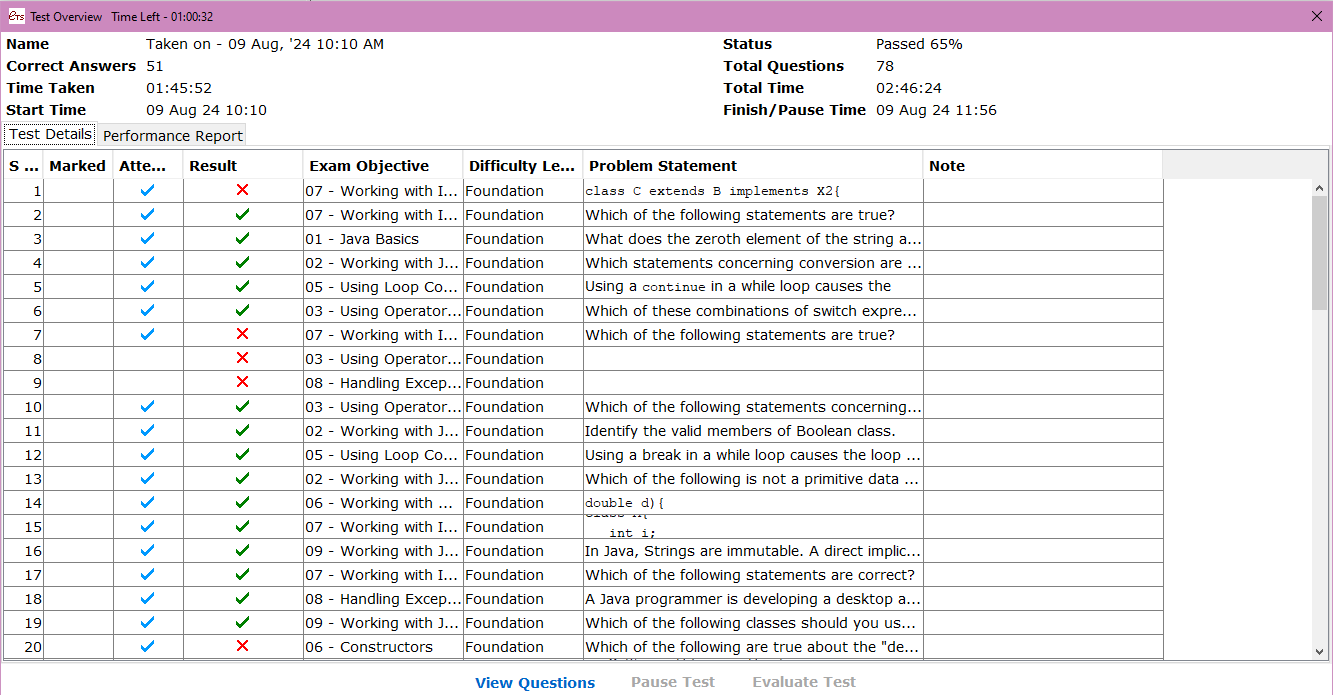 ETS Test Overview Time Left - 01:00:32
Name Taken on - 09 Aug, '24 10:10 AM Status Passed 65%
Correct Answers 51 Total Questions 78
Time Taken 01:45:52 Total Time 02:46:24
Start Time 09 Aug 24 10:10 Finish/Pause Time 09 Aug 24 11:56
Test Details Performance Report
S ... Marked Atte... Result Exam Objective Difficulty Le... Problem Statement Note
1 07 - Working with I... Foundation class C extends B implements X2{
2 07 - Working with I... Foundation Which of the following statements are true?
3 01 - Java Basics Foundation What does the zeroth element of the string a...
4 02 - Working with J... Foundation Which statements concerning conversion are ...
5 05 - Using Loop Co... Foundation Using a continue in a while loop causes the
6 03 - Using Operator... Foundation Which of these combinations of switch expre...
7 07 - Working with I... Foundation Which of the following statements are true?
8 03 - Using Operator... Foundation
9 08 - Handling Excep... Foundation
10 03 - Using Operator... Foundation Which of the following statements concerning...
11 02 - Working with J... Foundation Identify the valid members of Boolean class.
12 05 - Using Loop Co... Foundation Using a break in a while loop causes the loop ...
13 02 - Working with J... Foundation Which of the following is not a primitive data ...
14 06 - Working with ... Foundation double d){
15 07 - Working with I... Foundation int i;
16 09 - Working with J... Foundation In Java, Strings are immutable. A direct implic...
17 07 - Working with I... Foundation Which of the following statements are correct?
18 08 - Handling Excep... Foundation A Java programmer is developing a desktop a...
19 09 - Working with J... Foundation Which of the following classes should you us...
20 06 - Constructors Foundation Which of the following are true about the "de...
View Questions Pause Test Evaluate Test